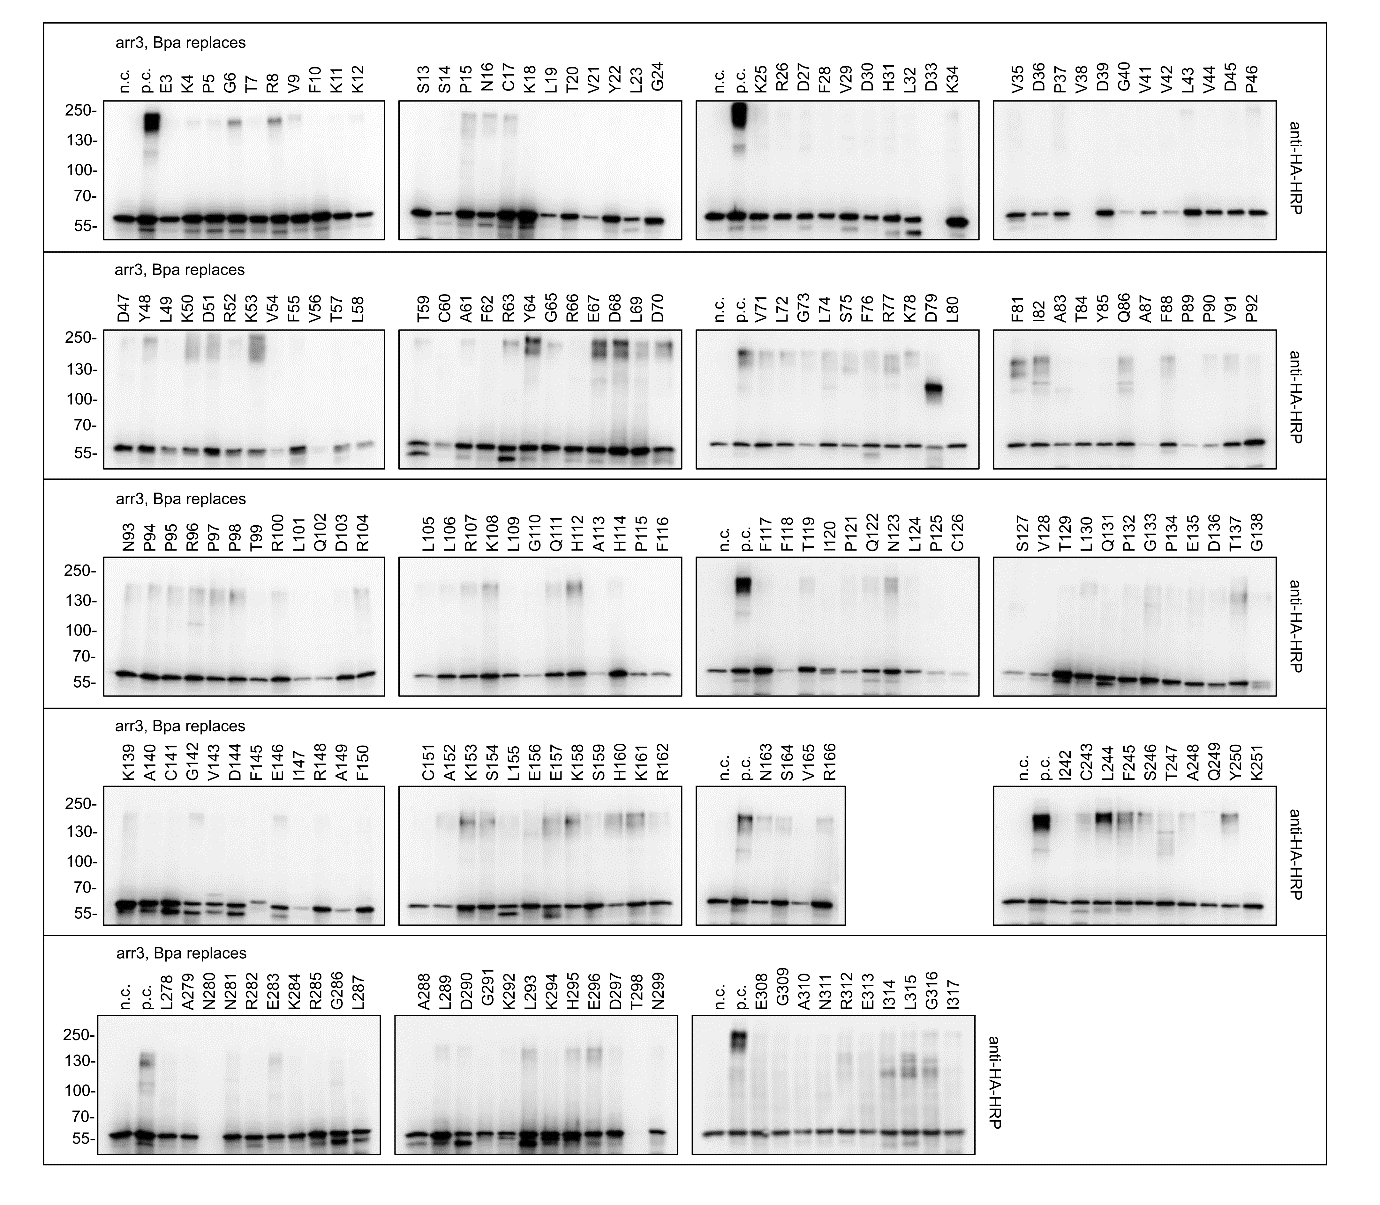 arr3, Bpa replaces
n.c. p.c. E3 K4 P5 G6 T7 R8 V9 F10 K11 K12
S13 S14 P15 N16 C17 K18 L19 T20 V21 Y22 L23 G24
n.c. p.c. K25 R26 D27 F28 V29 D30 H31 L32 D33 K34
V35 D36 P37 V38 D39 G40 V41 V42 L43 V44 D45 P46
250-
130-
100-
70-
55-
anti-HA-HRP
arr3, Bpa replaces
D47 Y48 L49 K50 D51 R52 K53 V54 F55 V56 T57 L58
T59 C60 A61 F62 R63 Y64 G65 R66 E67 D68 L69 D70
n.c. p.c. V71 L72 G73 L74 S75 F76 R77 K78 D79 L80
F81 I82 A83 T84 Y85 Q86 A87 F88 P89 P90 V91 P92
250-
130-
100-
70-
55-
anti-HA-HRP
arr3, Bpa replaces
N93 P94 P95 R96 P97 P98 T99 R100 L101 Q102 D103 R104
L105 L106 R107 K108 L109 G110 Q111 H112 A113 H114 P115 F116
n.c. p.c. F117 F118 T119 I120 P121 Q122 N123 L124 P125 C126
S127 V128 T129 L130 Q131 P132 G133 P134 E135 D136 T137 G138
250-
130-
100-
70-
55-
anti-HA-HRP
arr3, Bpa replaces
K139 A140 C141 G142 V143 D144 F145 E146 I147 R148 A149 F150
C151 A152 K153 S154 L155 E156 E157 K158 S159 H160 K161 R162
n.c. p.c. N163 S164 V165 R166
n.c. p.c. I242 C243 L244 F245 S246 T247 A248 Q249 Y250 K251
250-
130-
100-
70-
55-
anti-HA-HRP
arr3, Bpa replaces
n.c. p.c. L278 A279 N280 N281 R282 E283 K284 R285 G286 L287
A288 L289 D290 G291 K292 L293 K294 H295 E296 D297 T298 N299
n.c. p.c. E308 G309 A310 N311 R312 E313 I314 L315 G316 I317
250-
130-
100-
70-
55-
anti-HA-HRP